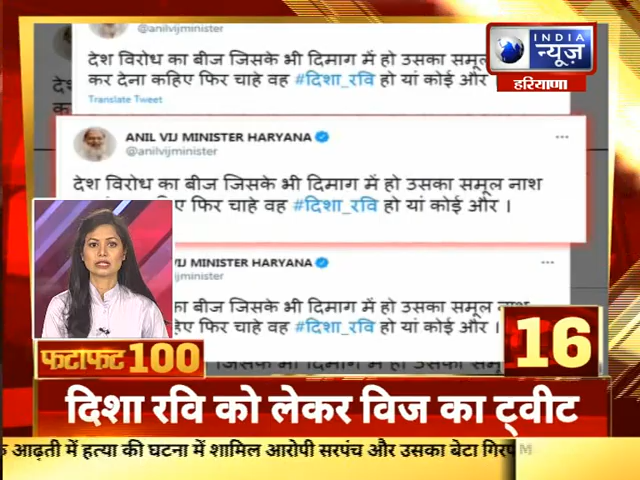 @anilvijminister
देश विरोध का बीज जिसके भी दिमाग में हो उसका समूल
कर देना कहिए फिर चाहे वह #दिशा_रवि हो यां कोई और
Translate Tweet
INDIA
न्यूज़
हरियाणा
ANIL VIJ MINISTER HARYANA
@anilvijminister
देश विरोध का बीज जिसके भी दिमाग में हो उसका समूल नाश
फिर चाहे वह #दिशा_रवि हो यां कोई और ।
VIJ MINISTER HARYANA
ijminister
का बीज जिसके भी दिमाग में हो उसका समूल नाश
हिए फिर चाहे वह #दिशा_रवि हो यां कोई और ।
फटाफट 100
16
दिशा रवि को लेकर विज का ट्वीट
आढ़ती में हत्या की घटना में शामिल आरोपी सरपंच और उसका बेटा